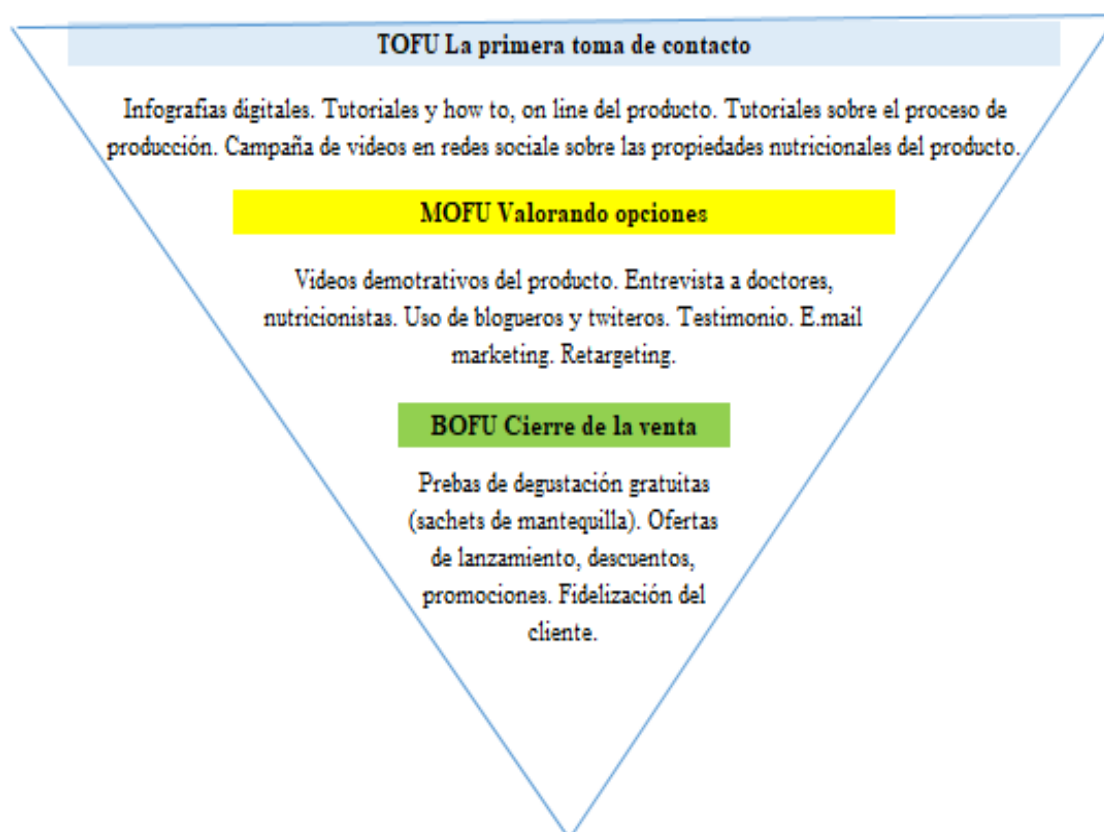 TOFU La primera toma de contacto
Infografias digitales. Tutoriales y how to, on line del producto. Tutoriales sobre el proceso de
producción. Campaña de videos en redes sociale sobre las propiedades nutricionales del producto.
MOFU Valorando opciones
Videos demotrativos del producto. Entrevista a doctores,
nutricionistas. Uso de blogueros y twiteros. Testimonio. E.mail
marketing. Retargeting.
BOFU Cierre de la venta
Prebas de degustación gratuitas
(sachets de mantequilla). Ofertas
de lanzamiento, descuentos,
promociones. Fidelización del
cliente.